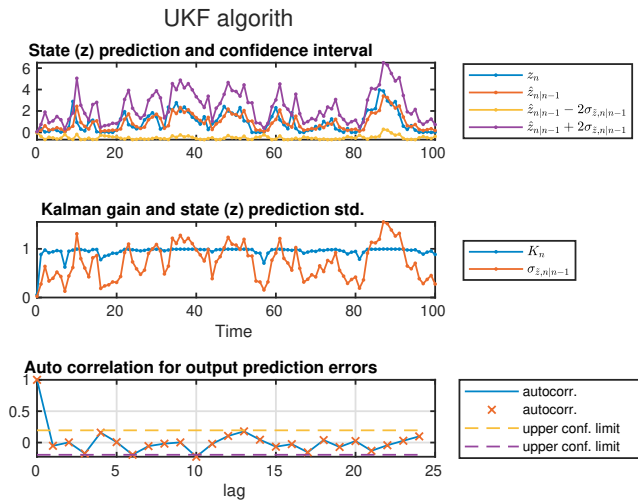 UKF algorith
State (z) prediction and confidence interval
6
4
2
0
0 20 40 60 80 100
z_n
ẑ_{n|n−1}
ẑ_{n|n−1} − 2σ_{z̃,n|n−1}
ẑ_{n|n−1} + 2σ_{z̃,n|n−1}
Kalman gain and state (z) prediction std.
1
0
0 20 40 60 80 100
Time
K_n
σ_{z̃,n|n−1}
Auto correlation for output prediction errors
1
0.5
0
0 5 10 15 20 25
lag
autocorr.
autocorr.
upper conf. limit
upper conf. limit